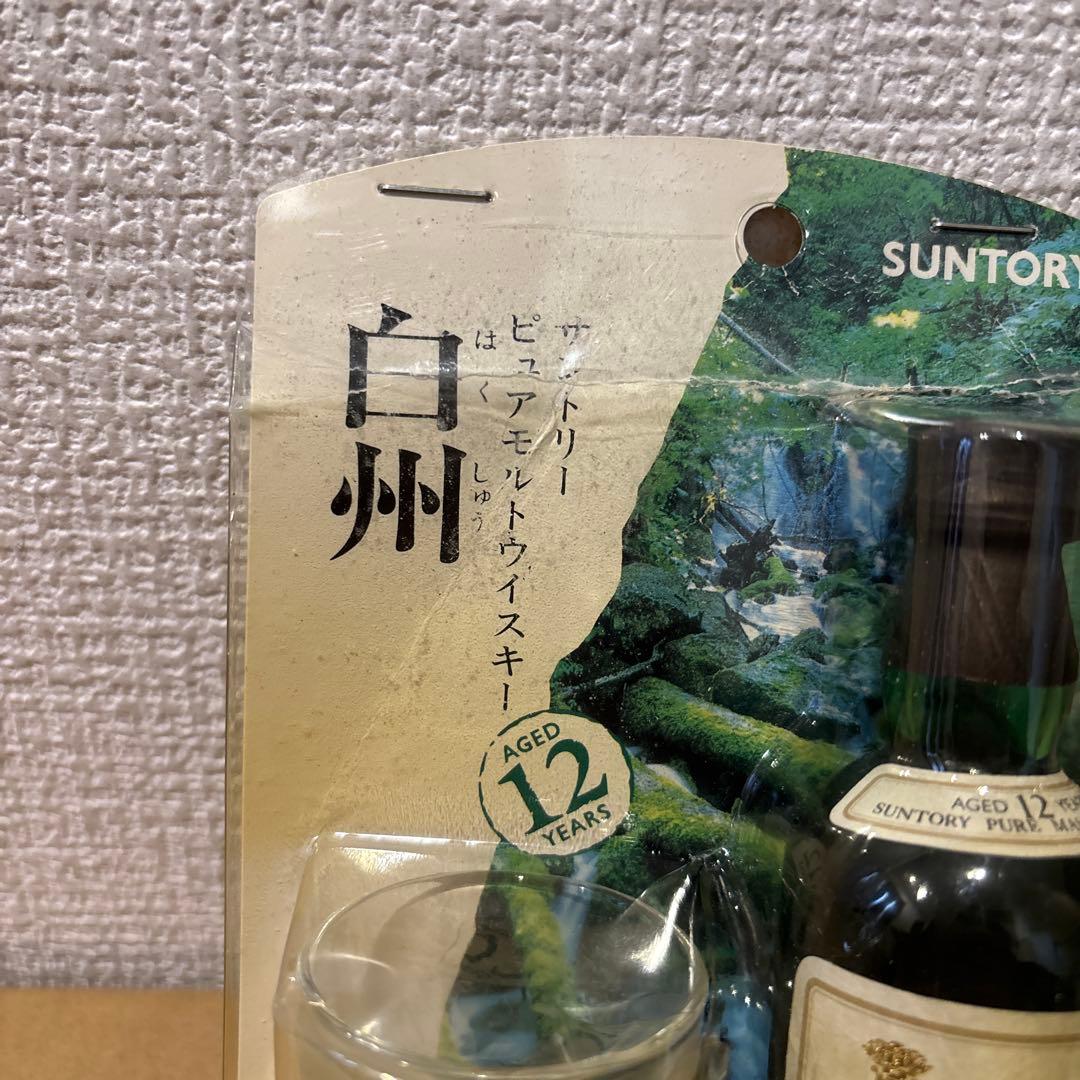 SUNTORY
サントリー
ピュアモルトウイスキー
はくしゅう
白州
AGED
12
YEARS
AGED 12
SUNTORY PURE